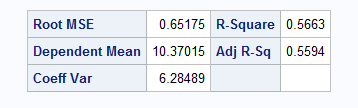 Root MSE 0.65175 R-Square 0.5663
Dependent Mean 10.37015 Adj R-Sq 0.5594
Coeff Var 6.28489